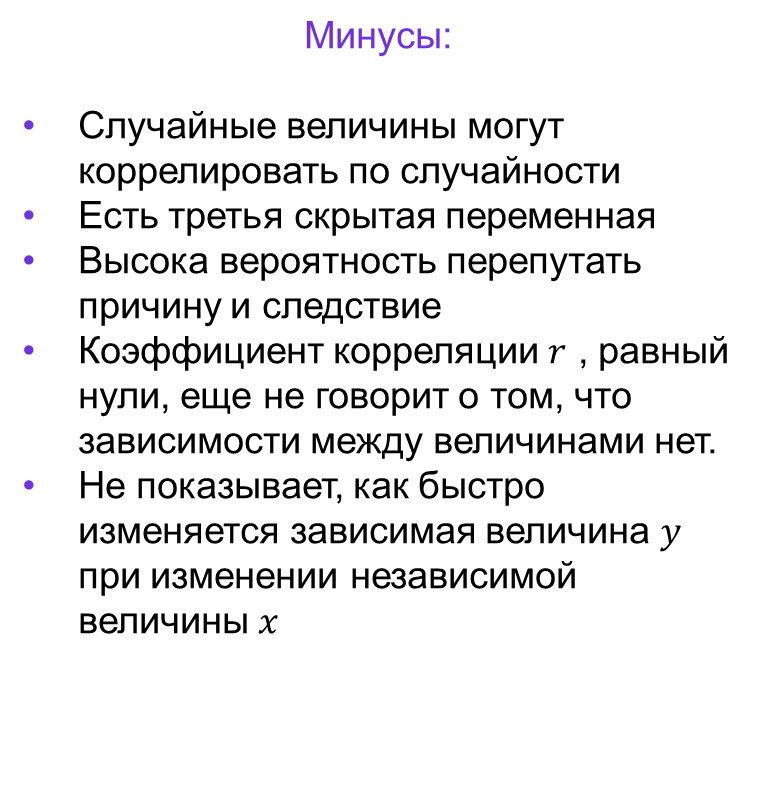 Минусы:
• Случайные величины могут
коррелировать по случайности
• Есть третья скрытая переменная
• Высока вероятность перепутать
причину и следствие
• Коэффициент корреляции r , равный
нули, еще не говорит о том, что
зависимости между величинами нет.
• Не показывает, как быстро
изменяется зависимая величина y
при изменении независимой
величины x